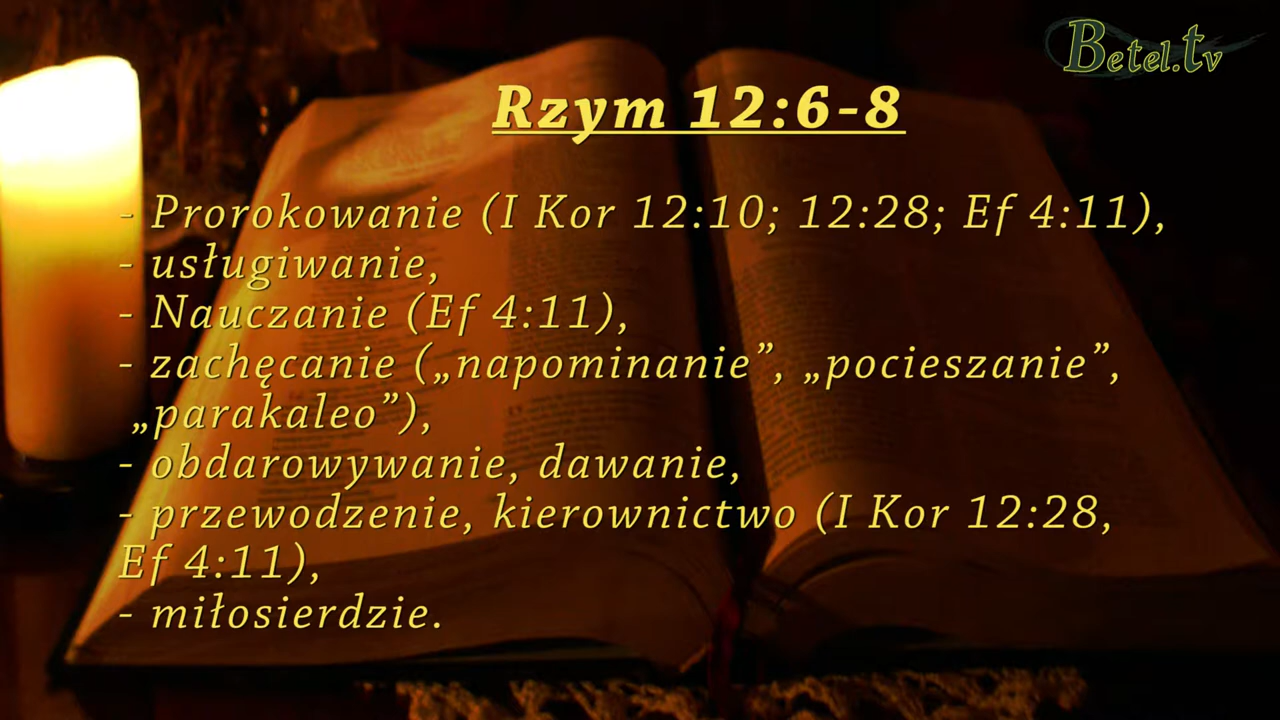 Betel.tv
Rzym 12:6-8
- Prorokowanie (I Kor 12:10; 12:28; Ef 4:11),
- usługiwanie,
- Nauczanie (Ef 4:11),
- zachęcanie („napominanie”, „pocieszanie”,
„parakaleo”),
- obdarowywanie, dawanie,
- przewodzenie, kierownictwo (I Kor 12:28,
Ef 4:11),
- miłosierdzie.